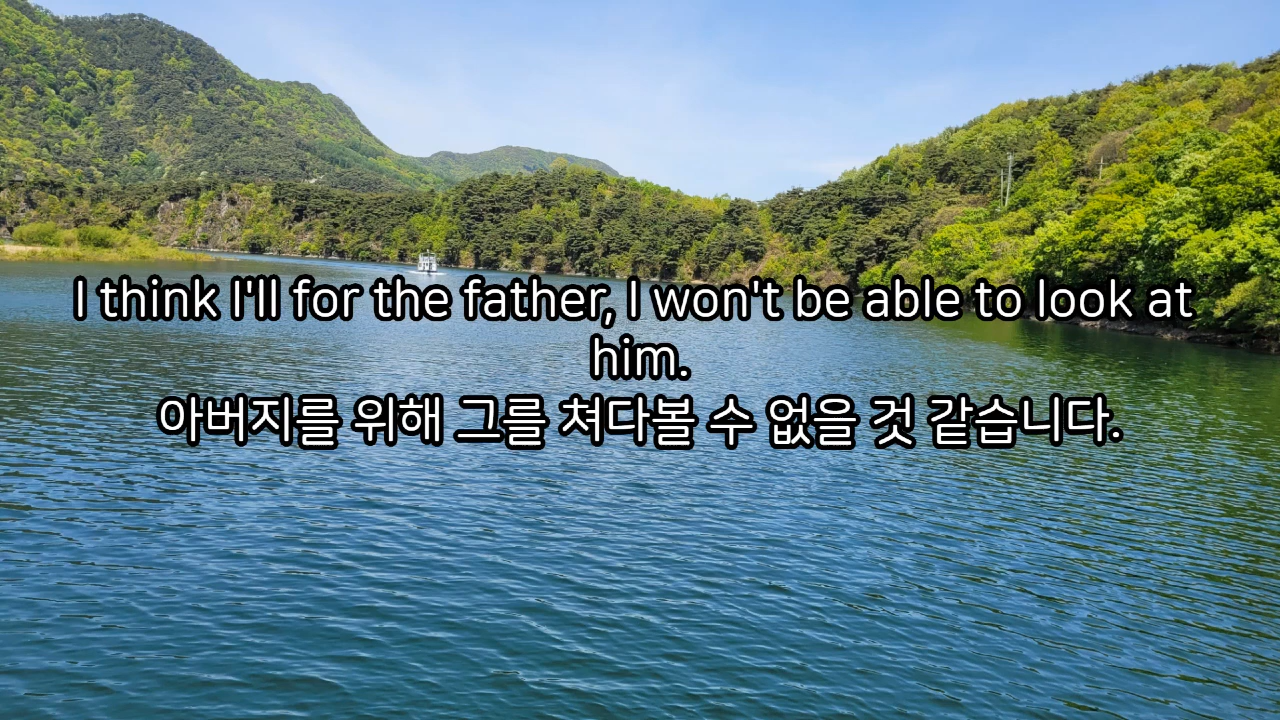 I think I'll for the father, I won't be able to look at
him.
아버지를 위해 그를 쳐다볼 수 없을 것 같습니다.